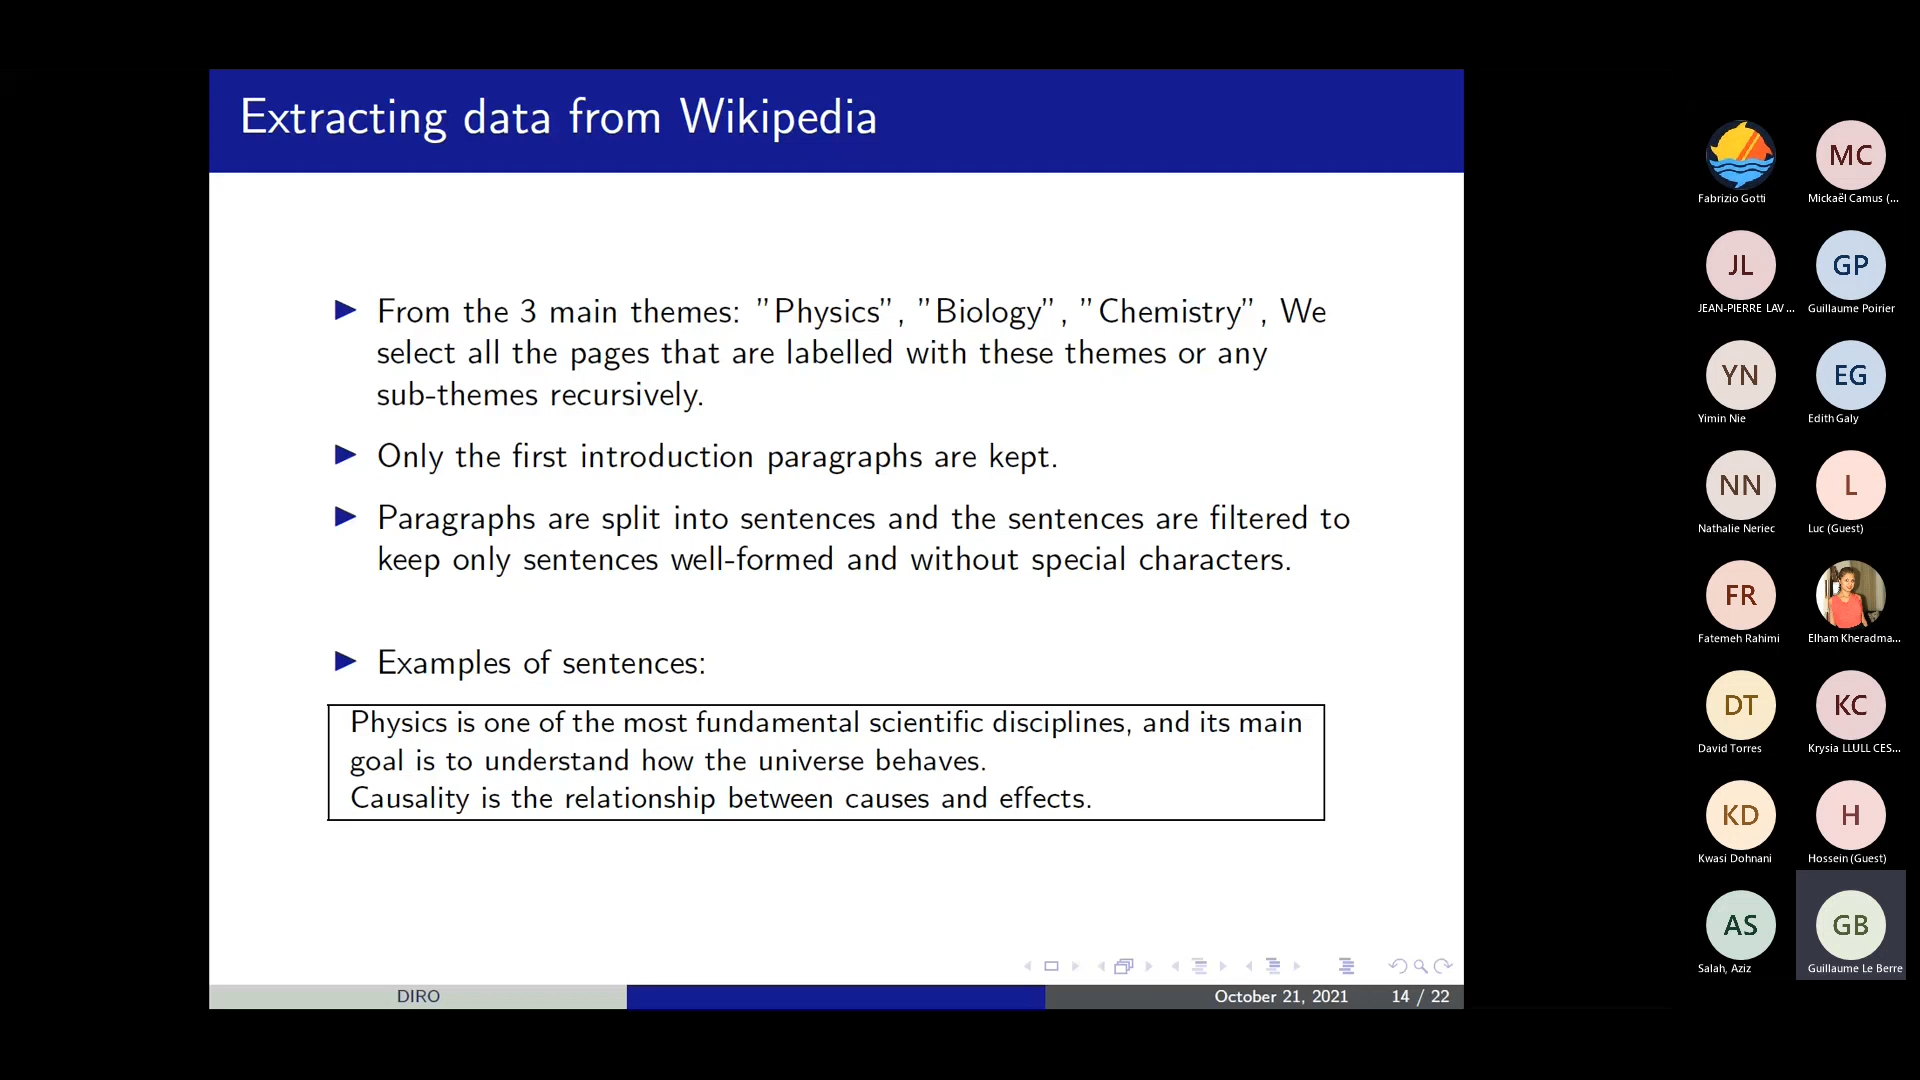 Extracting data from Wikipedia
From the 3 main themes: ”Physics”, ”Biology”, ”Chemistry”, We
select all the pages that are labelled with these themes or any
sub-themes recursively.
Only the first introduction paragraphs are kept.
Paragraphs are split into sentences and the sentences are filtered to
keep only sentences well-formed and without special characters.
Examples of sentences:
Physics is one of the most fundamental scientific disciplines, and its main
goal is to understand how the universe behaves.
Causality is the relationship between causes and effects.
DIRO
October 21, 2021
14 / 22
Fabrizio Gotti
MC
Mickaël Camus (...
JL
JEAN-PIERRE LAV...
GP
Guillaume Poirier
YN
Yimin Nie
EG
Edith Galy
NN
Nathalie Neriec
L
Luc (Guest)
FR
Fatemeh Rahimi
Elham Kheradma...
DT
David Torres
KC
Krysia LLULL CES...
KD
Kwasi Dohnani
H
Hossein (Guest)
AS
Salah, Aziz
GB
Guillaume Le Berre